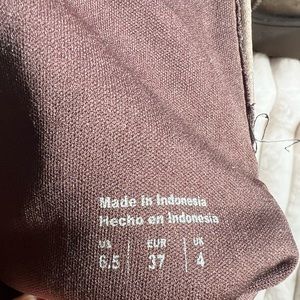 Made in Indonesia
Hecho en Indonesia
US EUR UK
6.5 37 4